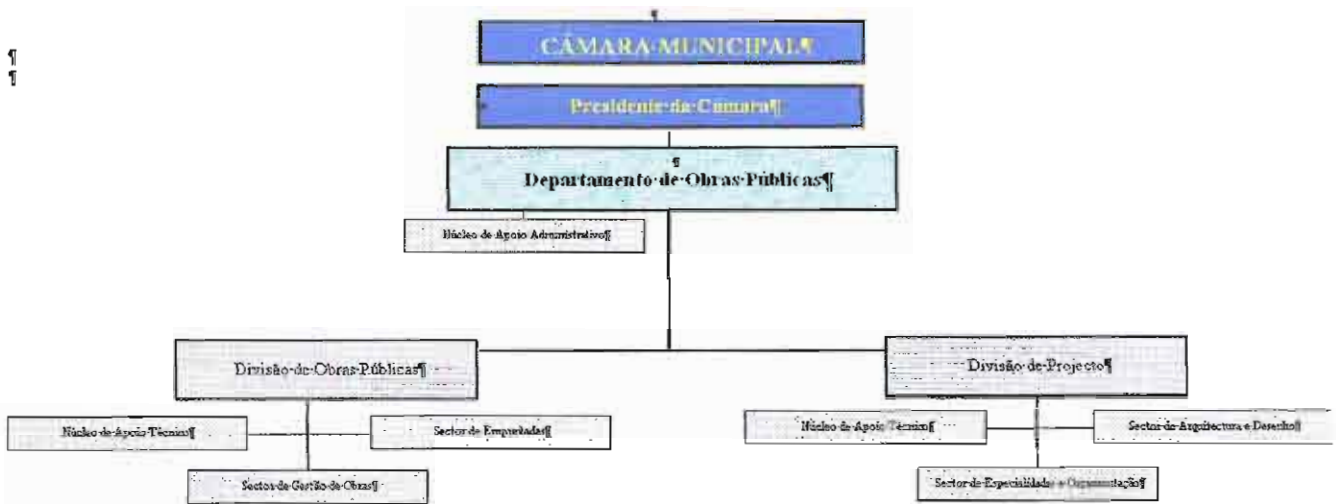 ¶
¶
¶
CÂMARA·MUNICIPAL¶
Presidente·da·Câmara¶
¶
Departamento·de·Obras·Públicas¶
Núcleo·de·Apoio·Administrativo¶
Divisão·de·Obras·Públicas¶
Divisão·de·Projecto¶
Núcleo·de·Apoio·Técnico¶
Sector·de·Empreitadas¶
Núcleo·de·Apoio·Técnico¶
Sector·de·Arquitectura·e·Desenho¶
Sector·de·Gestão·de·Obras¶
Sector·de·Especialidades·e·Orçamentação¶